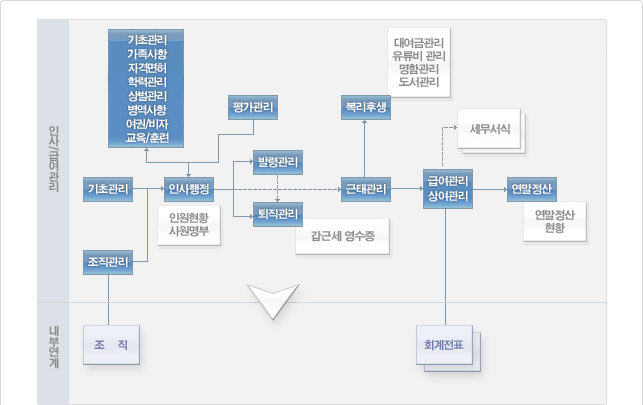 인사/급여관리
기초관리
가족사항
자격면허
학력관리
상벌관리
병역사항
여권/비자
교육/훈련
대여금관리
유류비 관리
명함관리
도서관리
평가관리
복리후생
세무서식
발령관리
기초관리
인사행정
근태관리
급여관리
상여관리
연말정산
인원현황
사원명부
퇴직관리
갑근세 영수증
연말정산
현황
조직관리
내부연계
조 직
회계전표